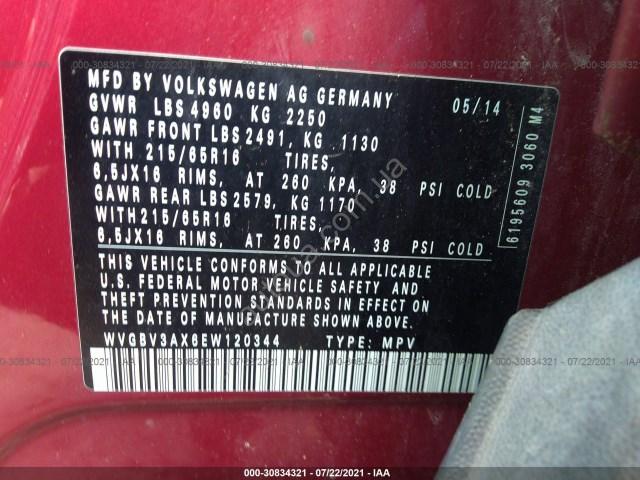 MFD BY VOLKSWAGEN AG GERMANY
05/14
GVWR LBS 4960 KG 2250
GAWR FRONT LBS 2491, KG 1130
WITH 215/65R16 TIRES,
6,5JX16 RIMS, AT 260 KPA, 38 PSI COLD
GAWR REAR LBS 2579, KG 1170
WITH 215/65R16 TIRES,
6,5JX16 RIMS, AT 260 KPA, 38 PSI COLD
6195609 3060 M4
THIS VEHICLE CONFORMS TO ALL APPLICABLE
U.S. FEDERAL MOTOR VEHICLE SAFETY AND
THEFT PREVENTION STANDARDS IN EFFECT ON
THE DATE OF MANUFACTURE SHOWN ABOVE
WVGBV3AX6EW120344 TYPE: MPV
000-30834321 - 07/22/2021 - IAA